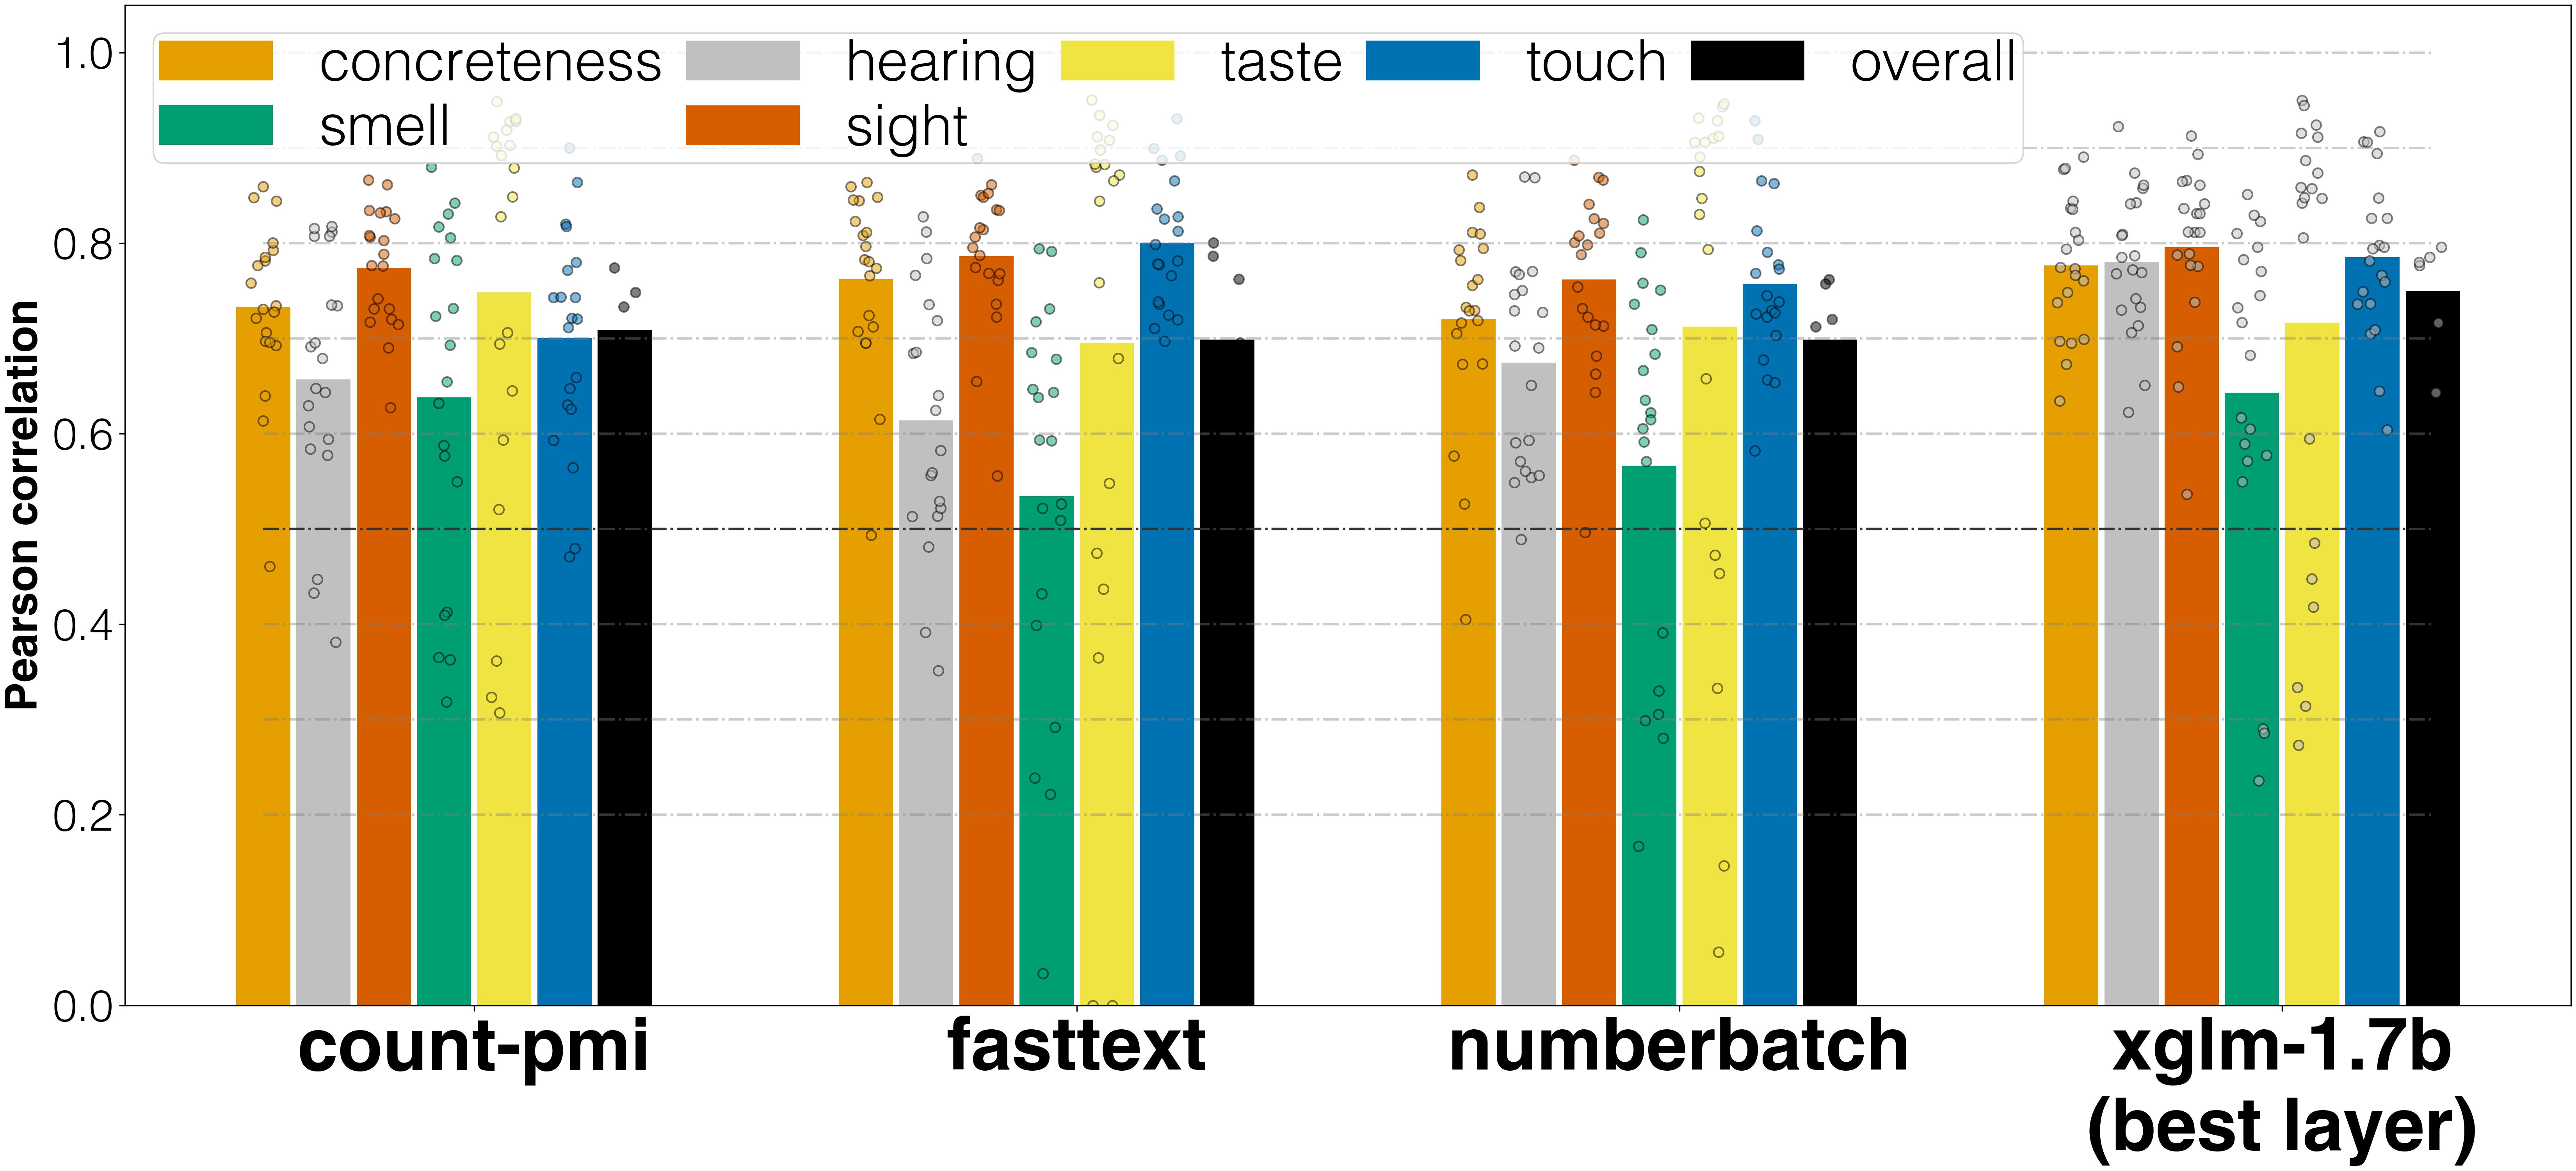 concreteness hearing taste touch overall
smell sight
Pearson correlation
1.0
0.8
0.6
0.4
0.2
0.0
count-pmi fasttext numberbatch xglm-1.7b
(best layer)